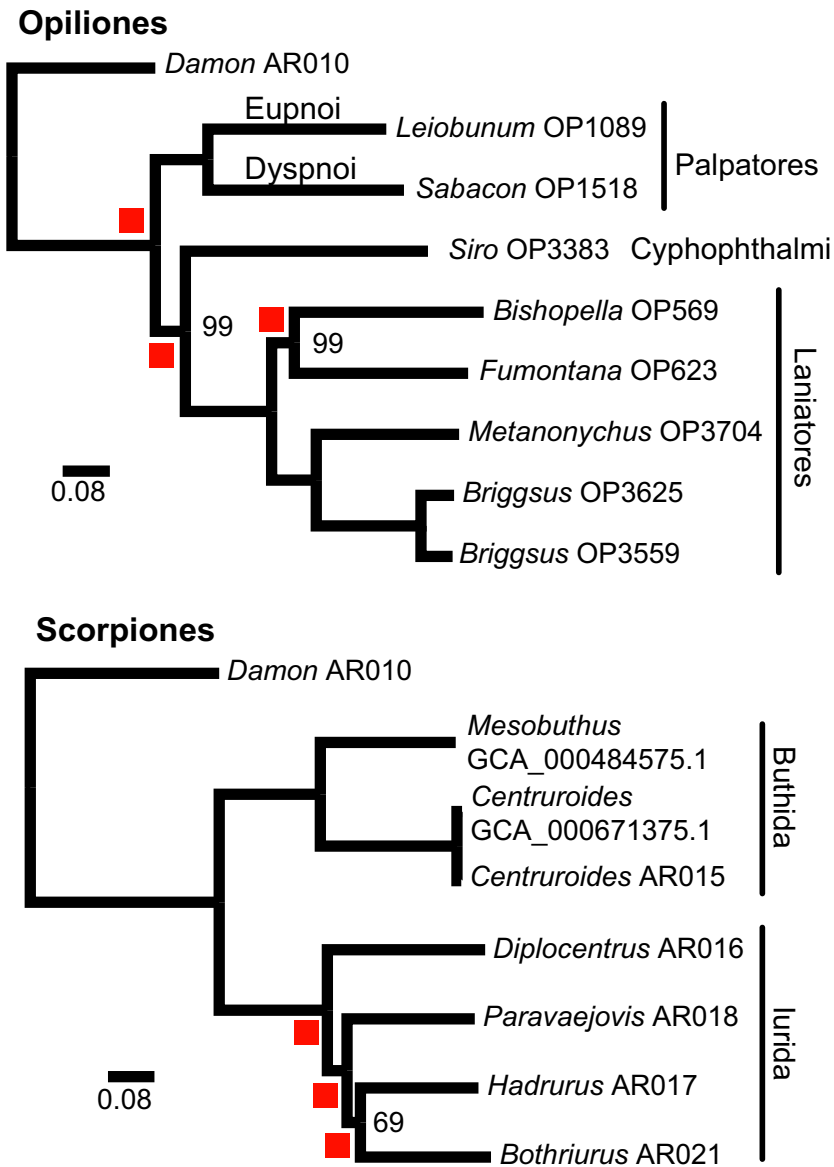 Opiliones
Damon AR010
Eupnoi
Leiobunum OP1089
Dyspnoi
Palpatores
Sabacon OP1518
Siro OP3383 Cyphophthalmi
Bishopella OP569
99
99
Fumontana OP623
Laniatores
Metanonychus OP3704
0.08
Briggsus OP3625
Briggsus OP3559
Scorpiones
Damon AR010
Mesobuthus
GCA_000484575.1
Centruroides
GCA_000671375.1
Buthida
Centruroides AR015
Diplocentrus AR016
Paravaejovis AR018
Iurida
Hadrurus AR017
0.08
69
Bothriurus AR021